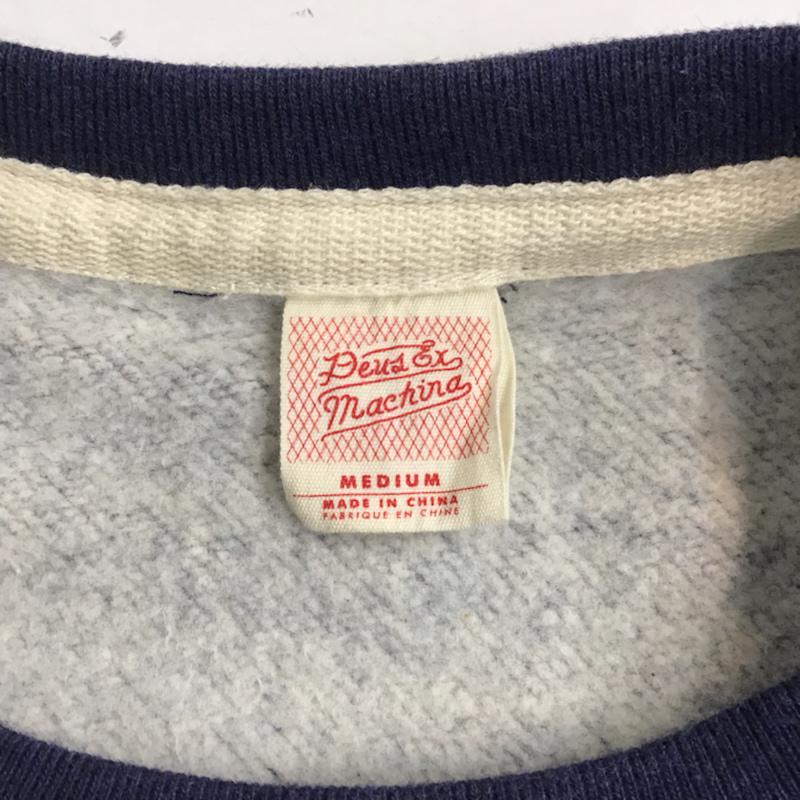 Deus Ex
Machina
MEDIUM
MADE IN CHINA
FABRIQUE EN CHINE